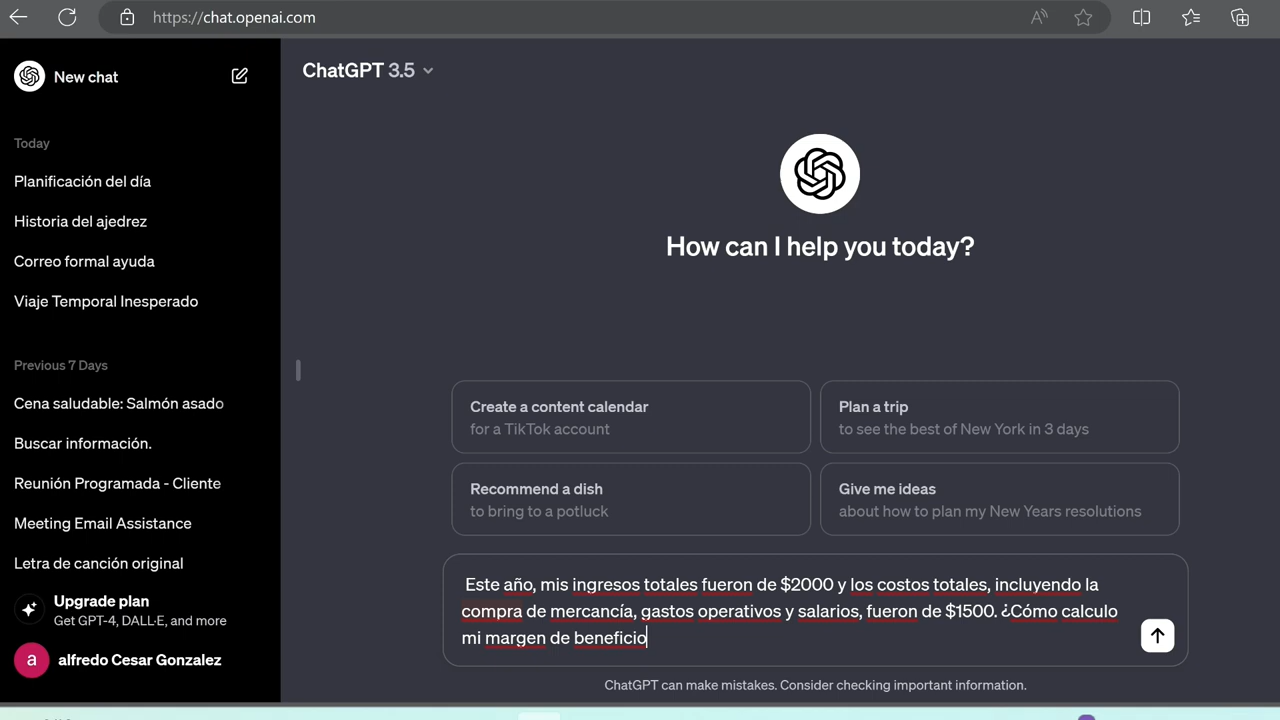 https://chat.openai.com
New chat
ChatGPT 3.5
Today
Planificación del día
Historia del ajedrez
Correo formal ayuda
Viaje Temporal Inesperado
Previous 7 Days
Cena saludable: Salmón asado
Buscar información.
Reunión Programada - Cliente
Meeting Email Assistance
Letra de canción original
Upgrade plan
Get GPT-4, DALL·E, and more
a
alfredo Cesar Gonzalez
How can I help you today?
Create a content calendar
for a TikTok account
Plan a trip
to see the best of New York in 3 days
Recommend a dish
to bring to a potluck
Give me ideas
about how to plan my New Years resolutions
Este año, mis ingresos totales fueron de $2000 y los costos totales, incluyendo la
compra de mercancía, gastos operativos y salarios, fueron de $1500. ¿Cómo calculo
mi margen de beneficio
ChatGPT can make mistakes. Consider checking important information.